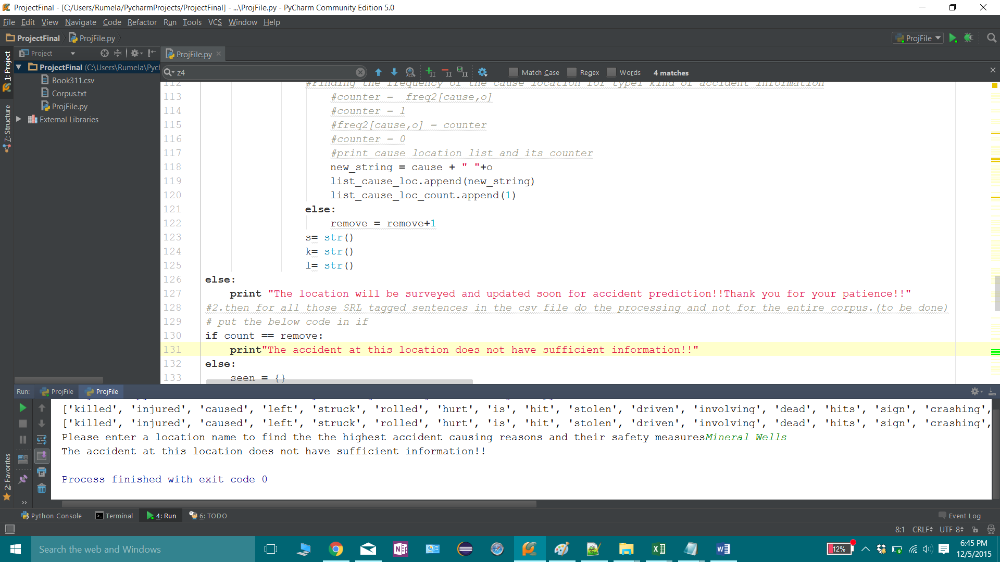 ProjectFinal - [C:/Users/Rumela/PycharmProjects/ProjectFinal] - ...\ProjFile.py - PyCharm Community Edition 5.0
File Edit View Navigate Code Refactor Run Tools VCS Window Help
ProjectFinal ProjFile.py
ProjFile
Project
ProjFile.py
1: Project
ProjectFinal (C:\Users\Rumela\Pych
Book311.csv
Corpus.txt
ProjFile.py
External Libraries
7: Structure
2: Favorites
z4
Match Case Regex Words 4 matches
112 #Finding the frequency of the cause location for type1 kind of accident information
113 #counter =  freq2[cause,o]
114 #counter = 1
115 #freq2[cause,o] = counter
116 #counter = 0
117 #print cause location list and its counter
118 new_string = cause + " "+o
119 list_cause_loc.append(new_string)
120 list_cause_loc_count.append(1)
121 else:
122 remove = remove+1
123 s= str()
124 k= str()
125 l= str()
126 else:
127 print "The location will be surveyed and updated soon for accident prediction!!Thank you for your patience!!"
128 #2.then for all those SRL tagged sentences in the csv file do the processing and not for the entire corpus.(to be done)
129 # put the below code in if
130 if count == remove:
131 print"The accident at this location does not have sufficient information!!"
132 else:
133 seen = {}
Run: ProjFile ProjFile
['killed', 'injured', 'caused', 'left', 'struck', 'rolled', 'hurt', 'is', 'hit', 'stolen', 'driven', 'involving', 'dead', 'hits', 'sign', 'crashing',
['killed', 'injured', 'caused', 'left', 'struck', 'rolled', 'hurt', 'is', 'hit', 'stolen', 'driven', 'involving', 'dead', 'hits', 'sign', 'crashing',
Please enter a location name to find the the highest accident causing reasons and their safety measuresMineral Wells
The accident at this location does not have sufficient information!!
Process finished with exit code 0
Python Console Terminal 4: Run 6: TODO Event Log
8:1 CRLF UTF-8
Search the web and Windows
12%
6:45 PM
12/5/2015